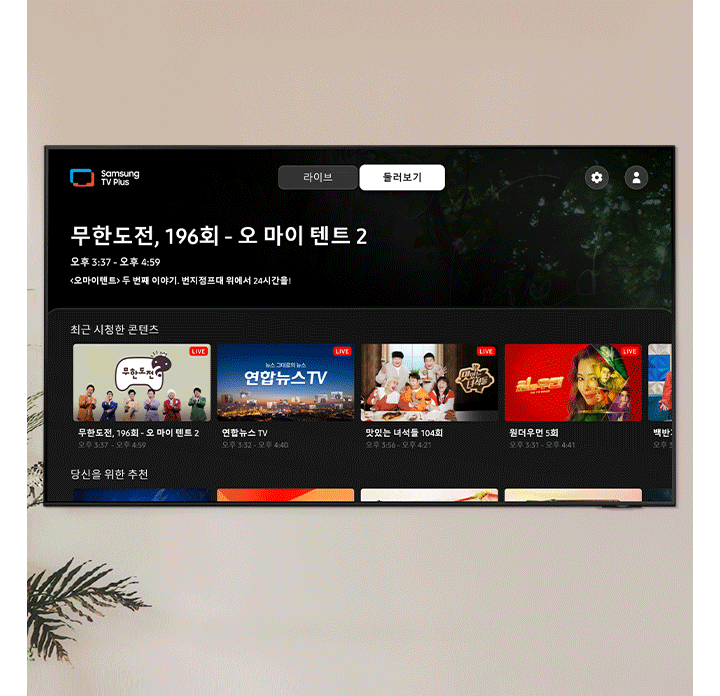 Samsung
TV Plus
라이브
둘러보기
무한도전, 196회 - 오 마이 텐트 2
오후 3:37 - 오후 4:59
<오마이텐트> 두 번째 이야기. 번지점프대 위에서 24시간을!
최근 시청한 콘텐츠
LIVE
무한도전
LIVE
뉴스 그 이상의 뉴스
연합뉴스TV
LIVE
맛있는 녀석들
LIVE
무한도전, 196회 - 오 마이 텐트 2
오후 3:37 - 오후 4:59
연합뉴스 TV
오후 3:32 - 오후 4:40
맛있는 녀석들 104회
오후 3:56 - 오후 4:21
원더우먼 5회
오후 3:31 - 오후 4:41
당신을 위한 추천